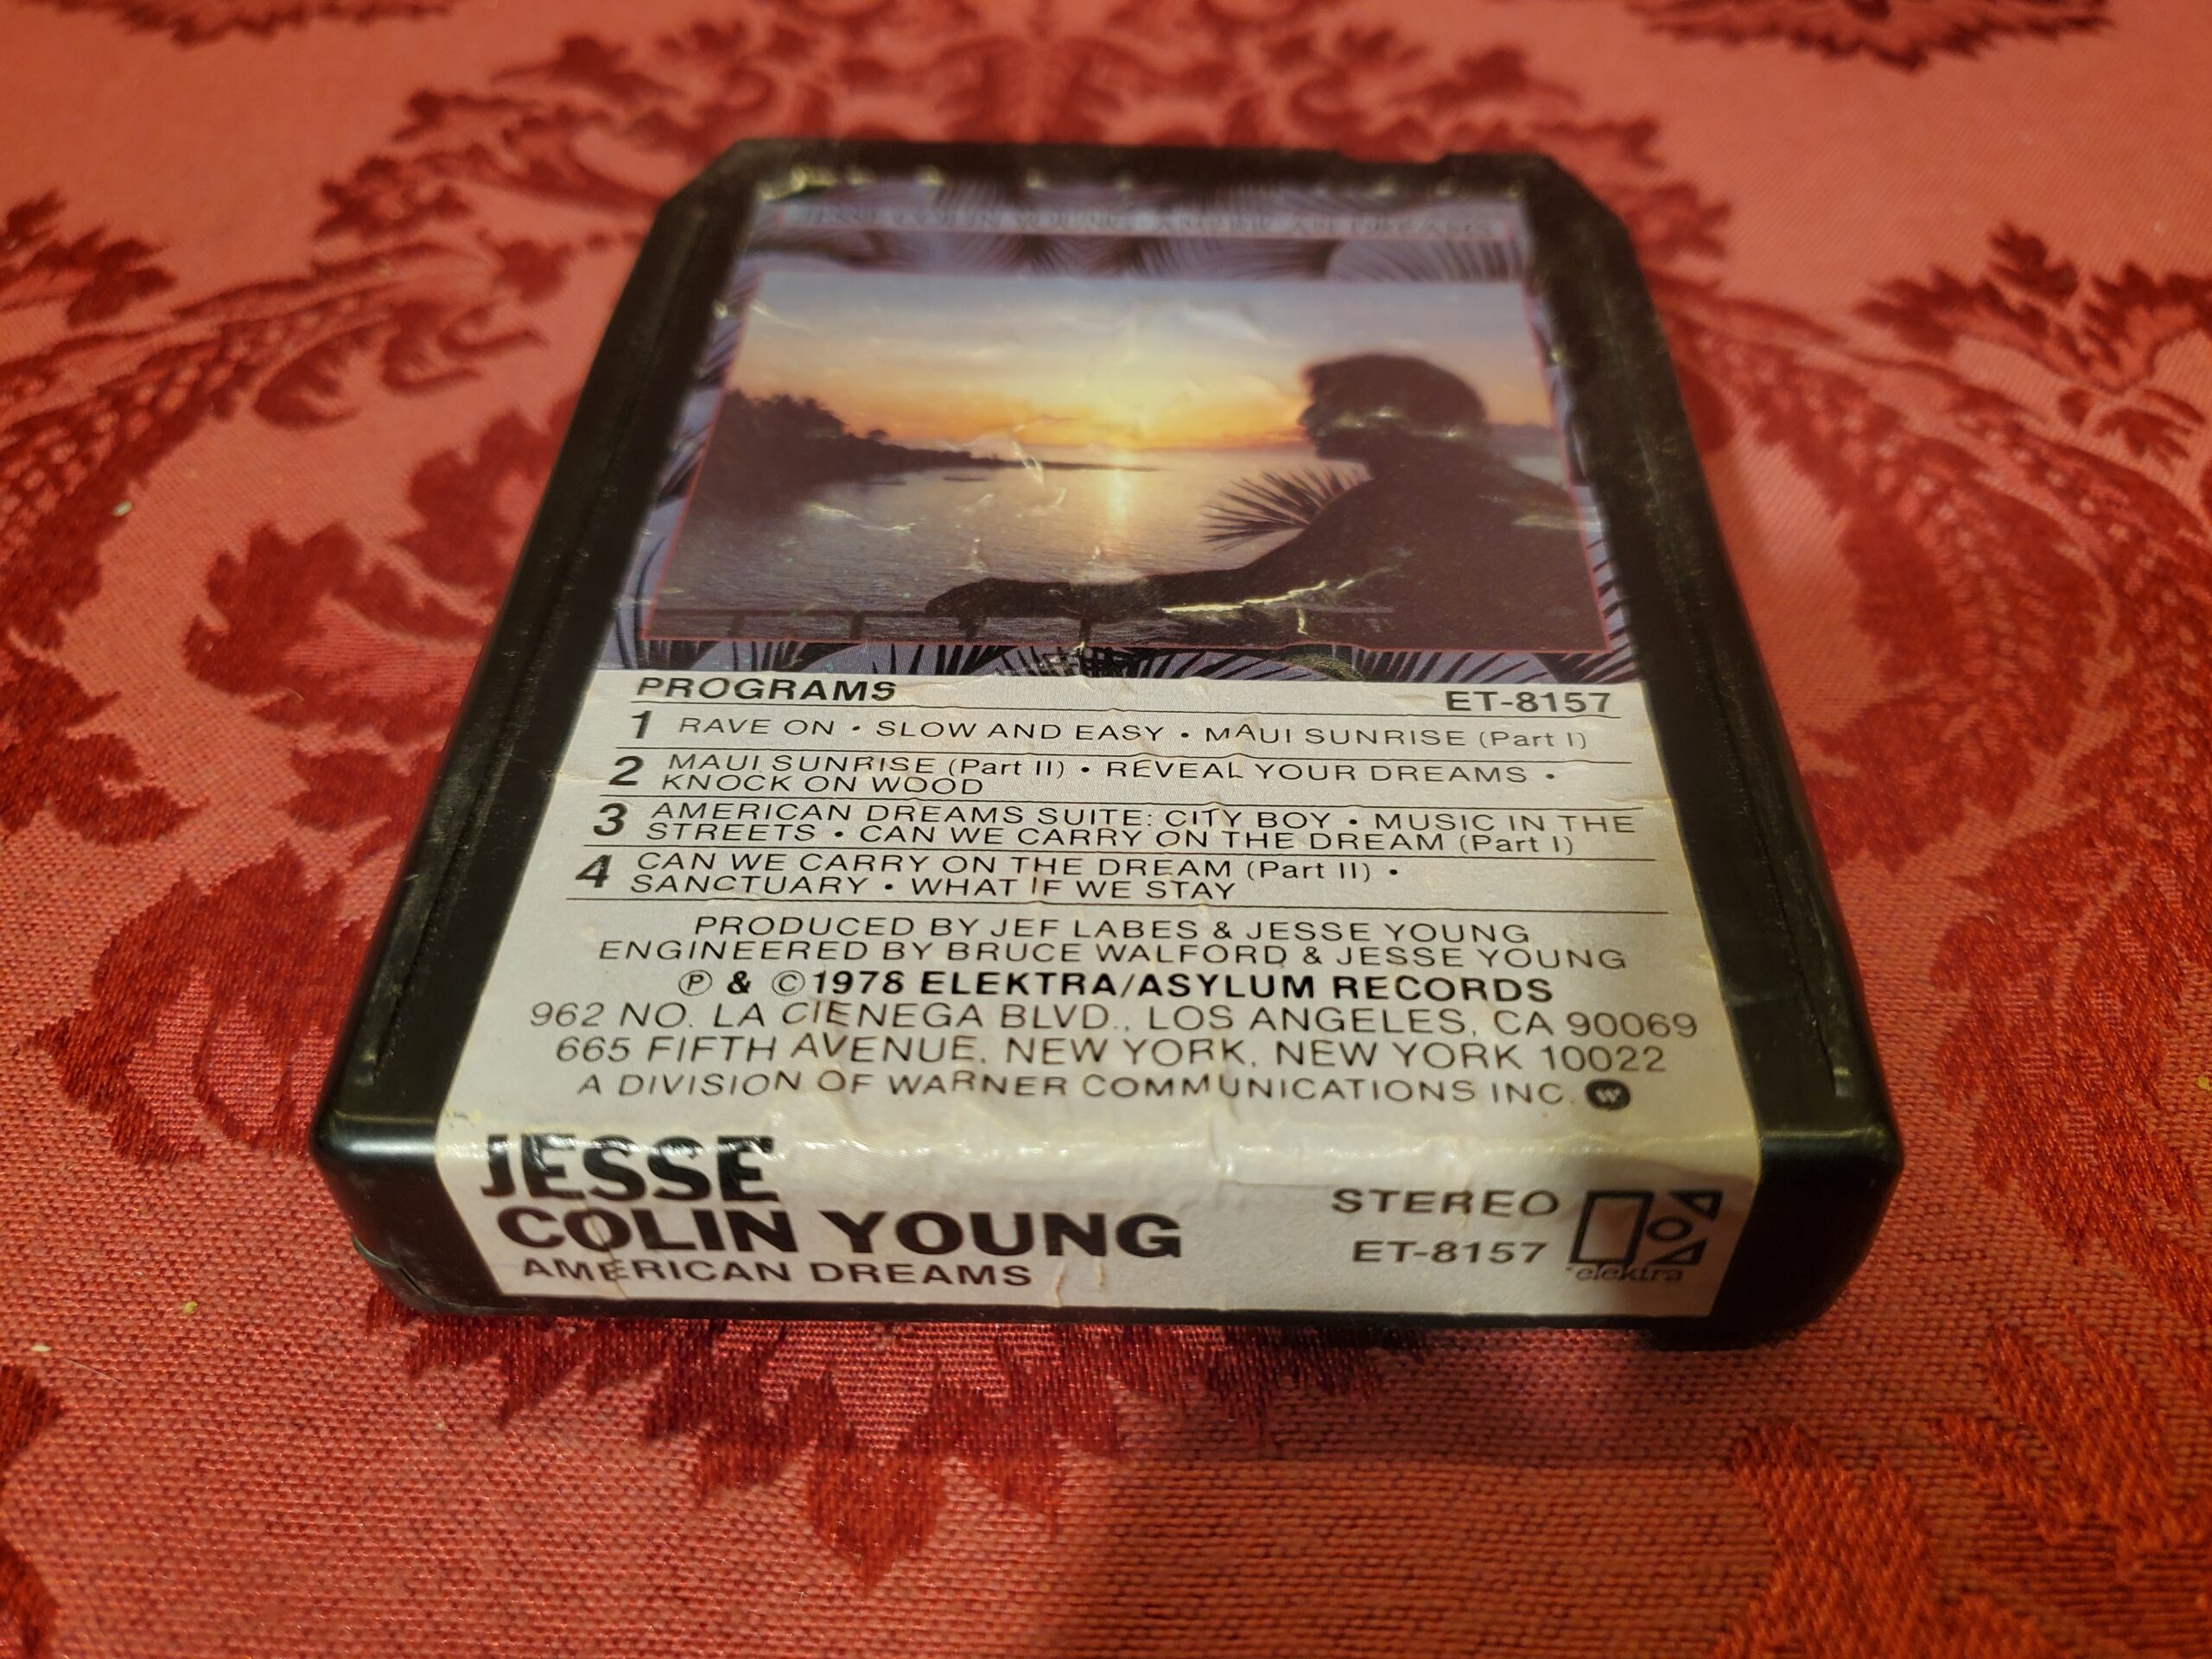 JESSE COLIN YOUNG AMERICAN DREAMS
PROGRAMS ET-8157
1 RAVE ON • SLOW AND EASY • MAUI SUNRISE (Part I)
2 MAUI SUNRISE (Part II) • REVEAL YOUR DREAMS •
KNOCK ON WOOD
3 AMERICAN DREAMS SUITE: CITY BOY • MUSIC IN THE
STREETS • CAN WE CARRY ON THE DREAM (Part I)
4 CAN WE CARRY ON THE DREAM (Part II) •
SANCTUARY • WHAT IF WE STAY
PRODUCED BY JEF LABES & JESSE YOUNG
ENGINEERED BY BRUCE WALFORD & JESSE YOUNG
℗ & ©1978 ELEKTRA/ASYLUM RECORDS
962 NO. LA CIENEGA BLVD., LOS ANGELES, CA 90069
665 FIFTH AVENUE, NEW YORK, NEW YORK 10022
A DIVISION OF WARNER COMMUNICATIONS INC. W
JESSE
COLIN YOUNG
AMERICAN DREAMS
STEREO
ET-8157
elektra